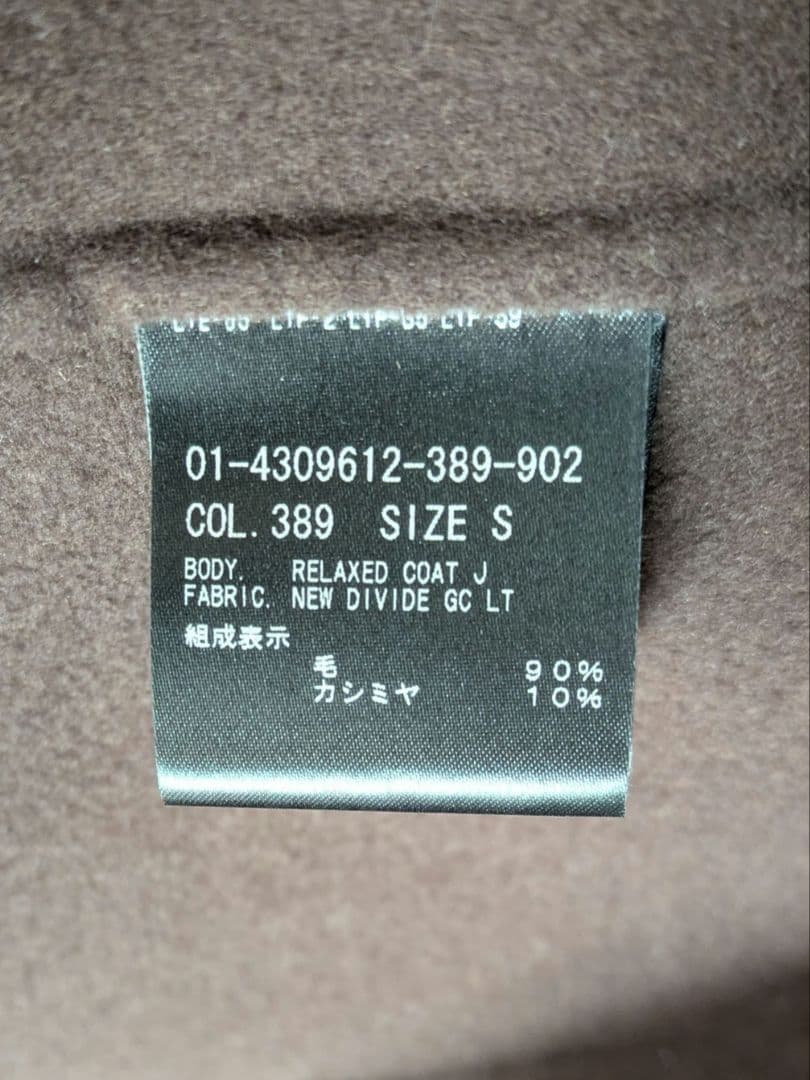 01-4309612-389-902
COL. 389 SIZE S
BODY. RELAXED COAT J
FABRIC. NEW DIVIDE GC LT
組成表示
毛 90%
カシミヤ 10%